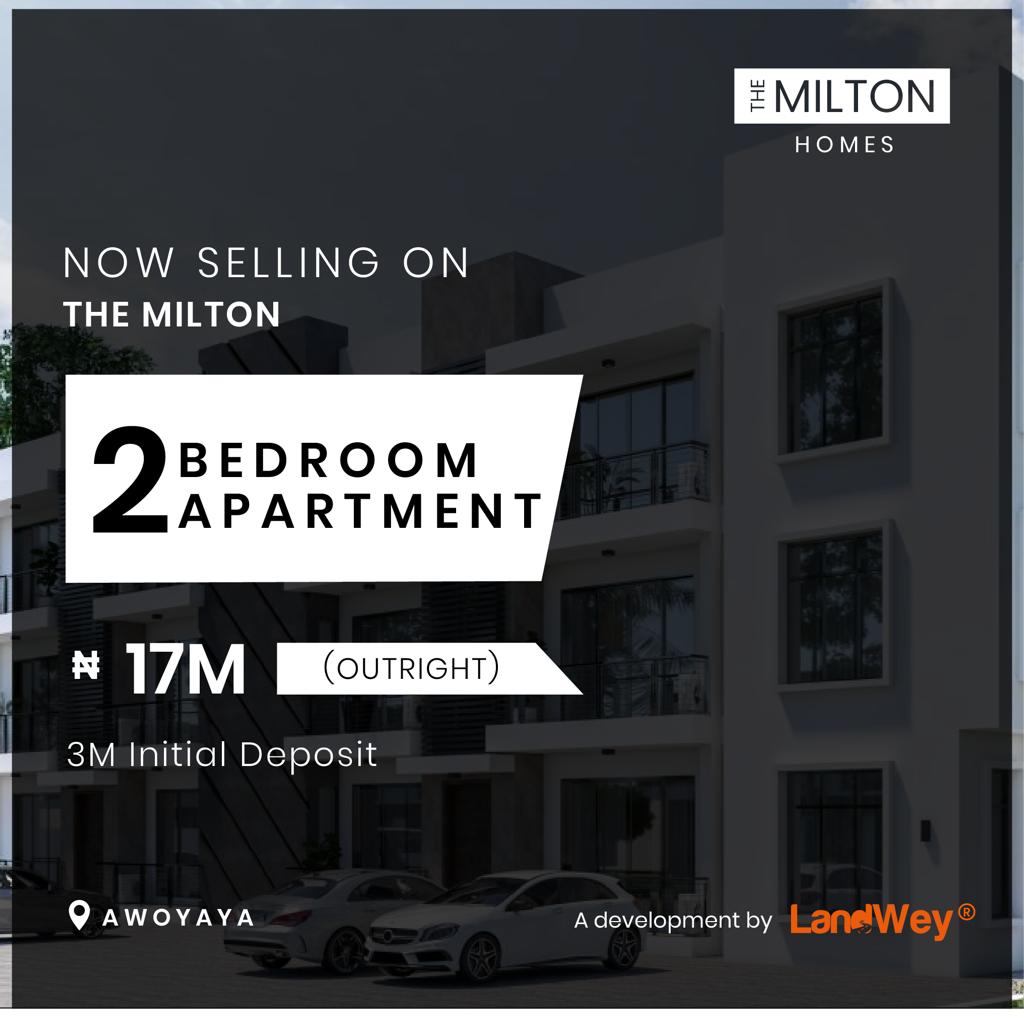 THE MILTON
HOMES
NOW SELLING ON
THE MILTON
2 BEDROOM
APARTMENT
₦ 17M (OUTRIGHT)
3M Initial Deposit
AWOYAYA
A development by LandWey®